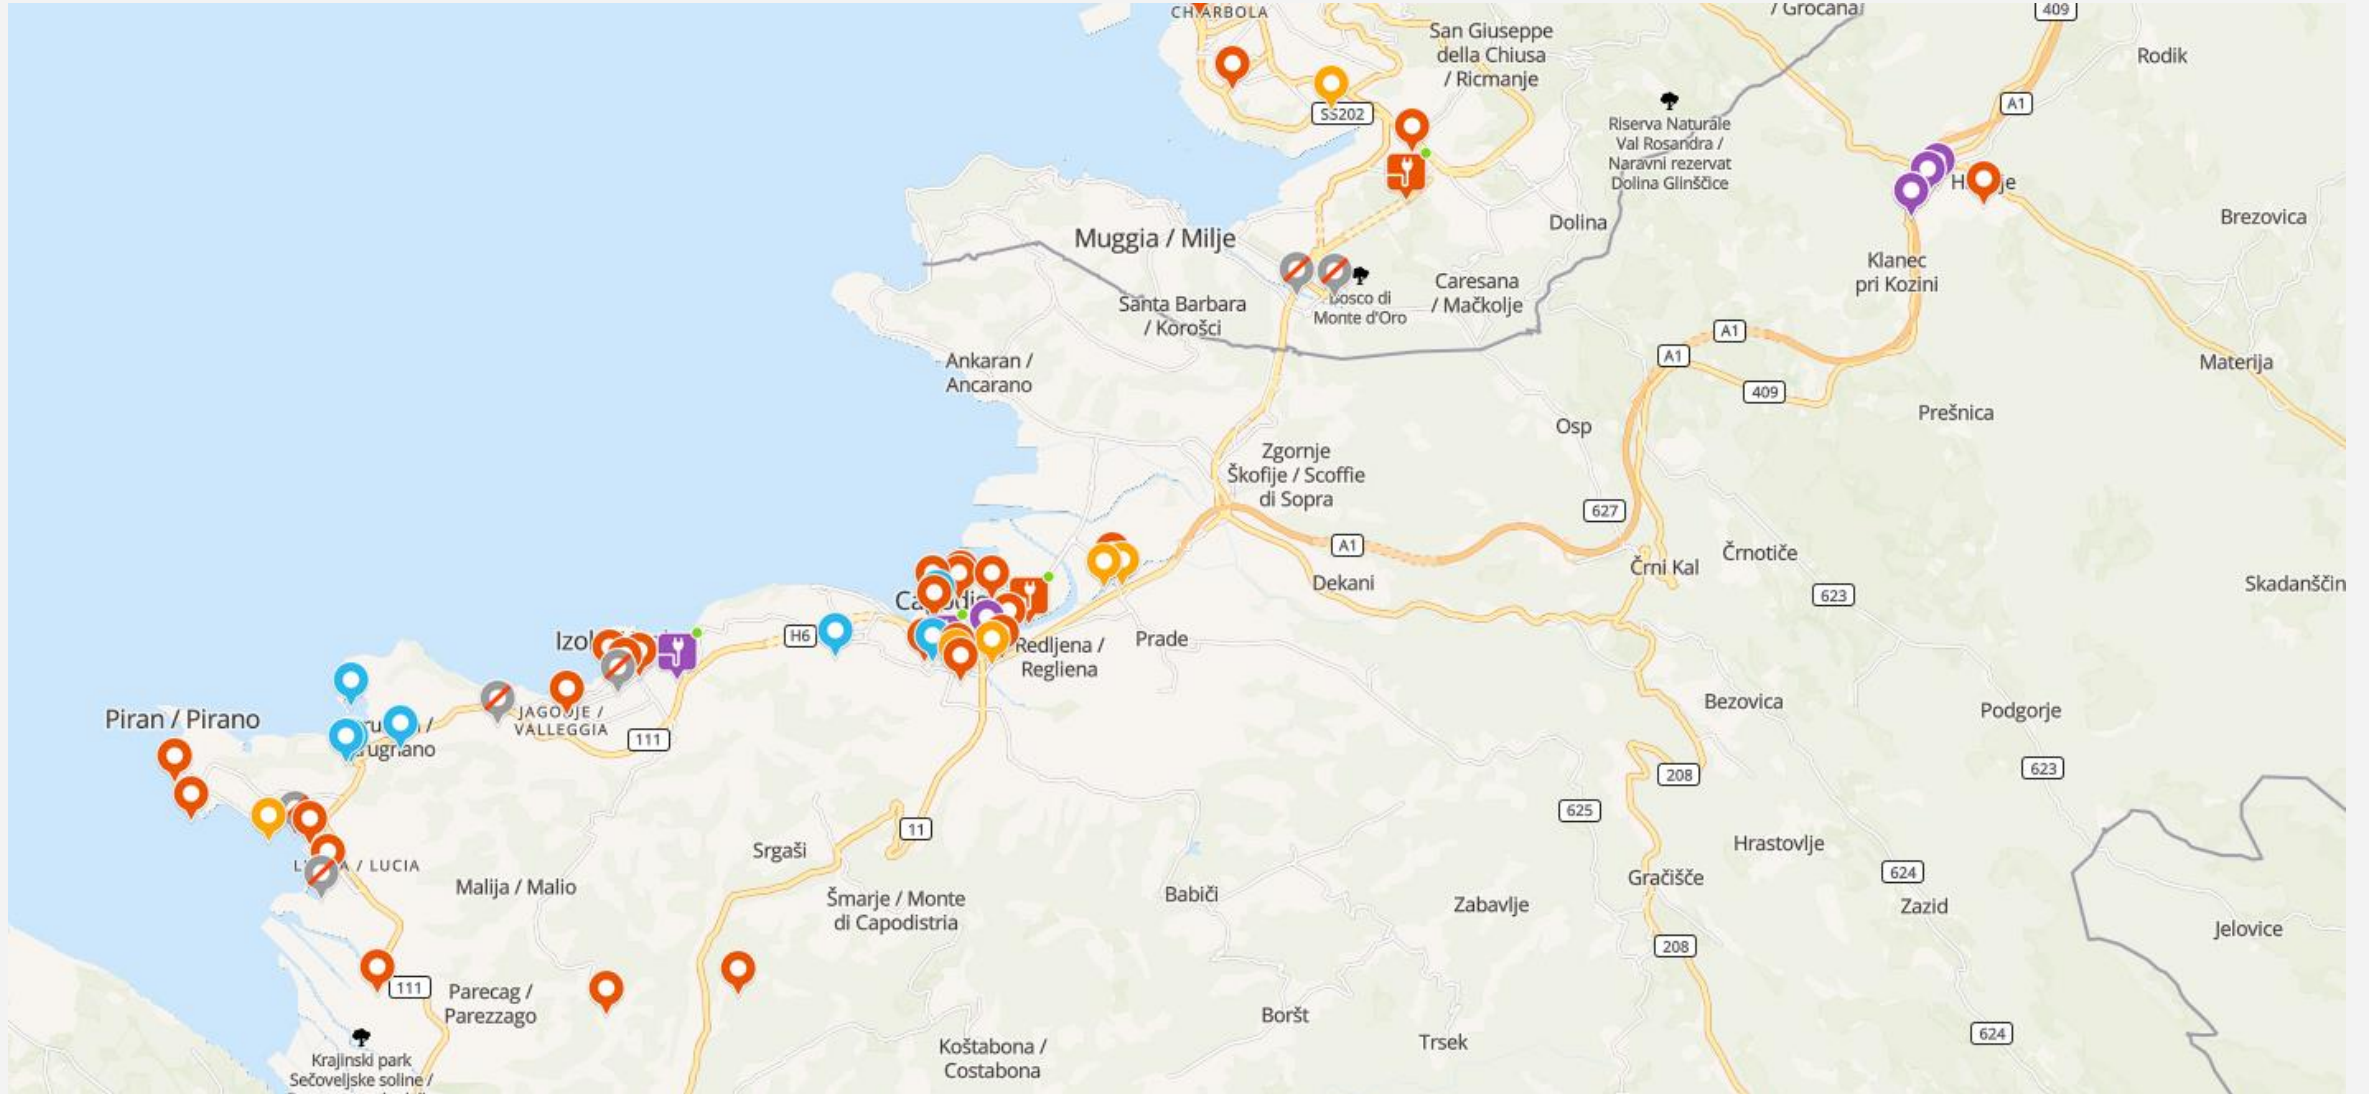 CHIARBOLA
/ Grocana
409
San Giuseppe
della Chiusa
/ Ricmanje
Rodik
A1
SS202
Riserva Naturale
Val Rosandra /
Naravni rezervat
Dolina Glinščice
Brezovica
Dolina
Muggia / Milje
Klanec
pri Kozini
Caresana
/ Mačkolje
Bosco di
Monte d'Oro
Santa Barbara
/ Korošci
A1
A1
Ankaran /
Ancarano
Materija
409
Prešnica
Osp
Zgornje
Škofije / Scoffie
di Sopra
627
A1
Črnotiče
Črni Kal
Dekani
Skadanščin
623
H6
Prade
Redljena /
Regliena
Bezovica
Podgorje
Piran / Pirano
JAGODJE /
VALLEGGIA
111
623
208
625
11
Hrastovlje
Srgaši
/ LUCIA
624
Gračišče
Malija / Malio
Šmarje / Monte
di Capodistria
Babiči
Zabavlje
Zazid
Jelovice
208
111
Parecag /
Parezzago
Boršt
Trsek
624
Koštabona /
Costabona
Krajinski park
Sečoveljske soline /